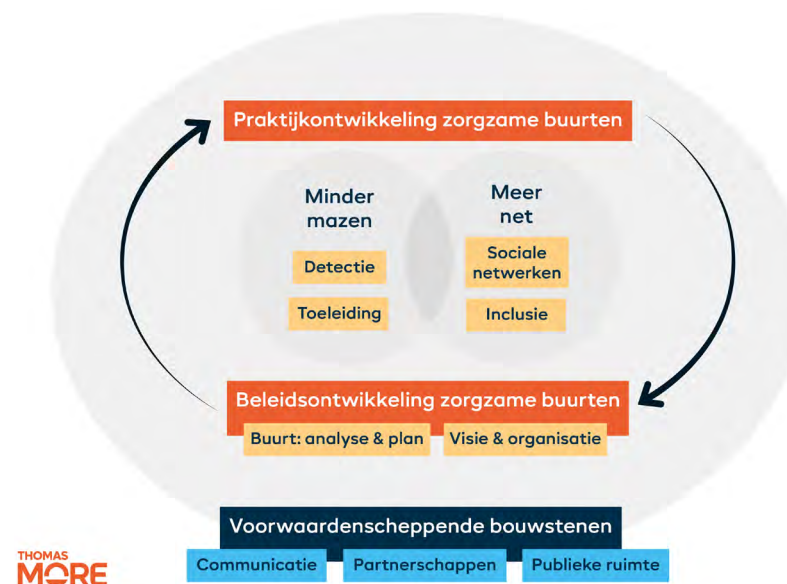 Praktijkontwikkeling zorgzame buurten
Minder
mazen
Detectie
Toeleiding
Meer
net
Sociale
netwerken
Inclusie
Beleidsontwikkeling zorgzame buurten
Buurt: analyse & plan
Visie & organisatie
Voorwaardenscheppende bouwstenen
Communicatie
Partnerschappen
Publieke ruimte
THOMAS
MORE